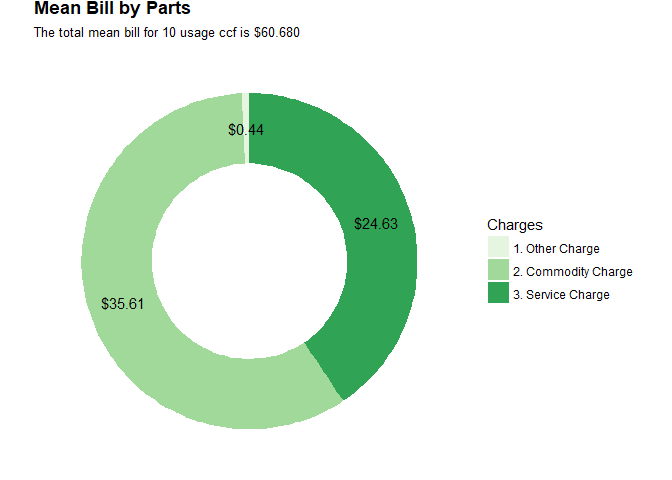 Mean Bill by Parts
The total mean bill for 10 usage ccf is $60.680
$0.44
$24.63
$35.61
Charges
1. Other Charge
2. Commodity Charge
3. Service Charge